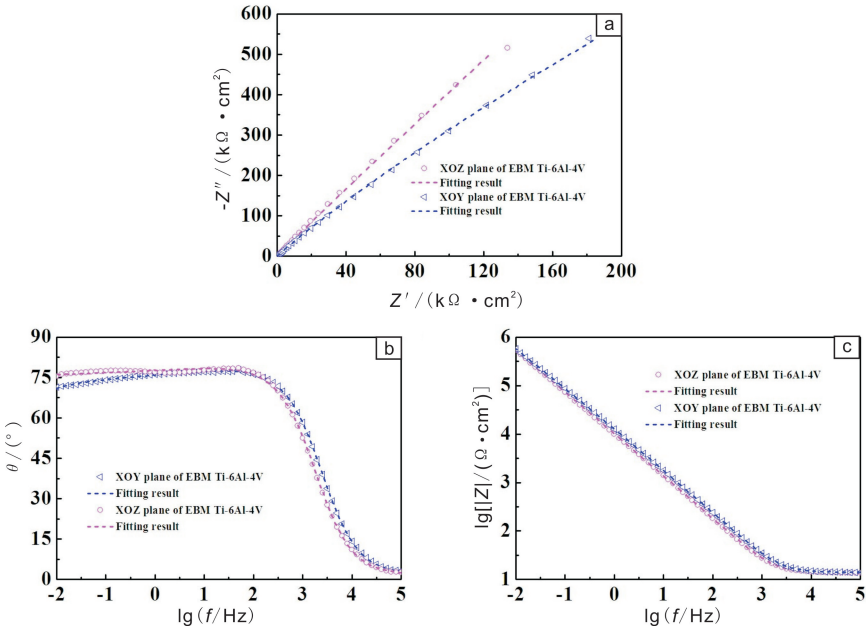 a
600
500
400
300
200
100
0
-Z″/(kΩ·cm²)
XOZ plane of EBM Ti-6Al-4V
Fitting result
XOY plane of EBM Ti-6Al-4V
Fitting result
0 40 80 120 160 200
Z′/(kΩ·cm²)
b
90
75
60
45
30
15
0
θ/(°)
XOY plane of EBM Ti-6Al-4V
Fitting result
XOZ plane of EBM Ti-6Al-4V
Fitting result
-2 -1 0 1 2 3 4 5
lg(f/Hz)
c
6
5
4
3
2
1
lg[|Z|/(Ω·cm²)]
XOZ plane of EBM Ti-6Al-4V
Fitting result
XOY plane of EBM Ti-6Al-4V
Fitting result
-2 -1 0 1 2 3 4 5
lg(f/Hz)